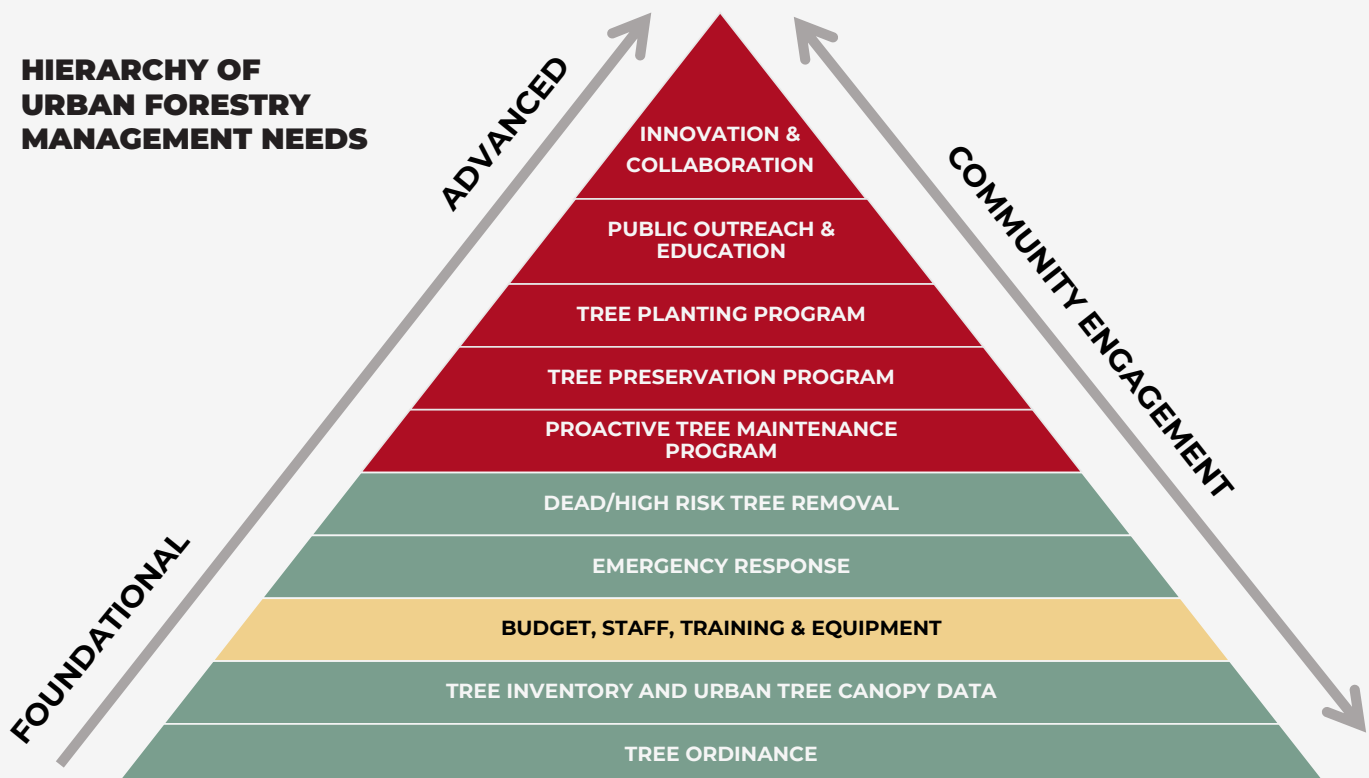 HIERARCHY OF
URBAN FORESTRY
MANAGEMENT NEEDS
ADVANCED
FOUNDATIONAL
COMMUNITY ENGAGEMENT
INNOVATION &
COLLABORATION
PUBLIC OUTREACH &
EDUCATION
TREE PLANTING PROGRAM
TREE PRESERVATION PROGRAM
PROACTIVE TREE MAINTENANCE
PROGRAM
DEAD/HIGH RISK TREE REMOVAL
EMERGENCY RESPONSE
BUDGET, STAFF, TRAINING & EQUIPMENT
TREE INVENTORY AND URBAN TREE CANOPY DATA
TREE ORDINANCE